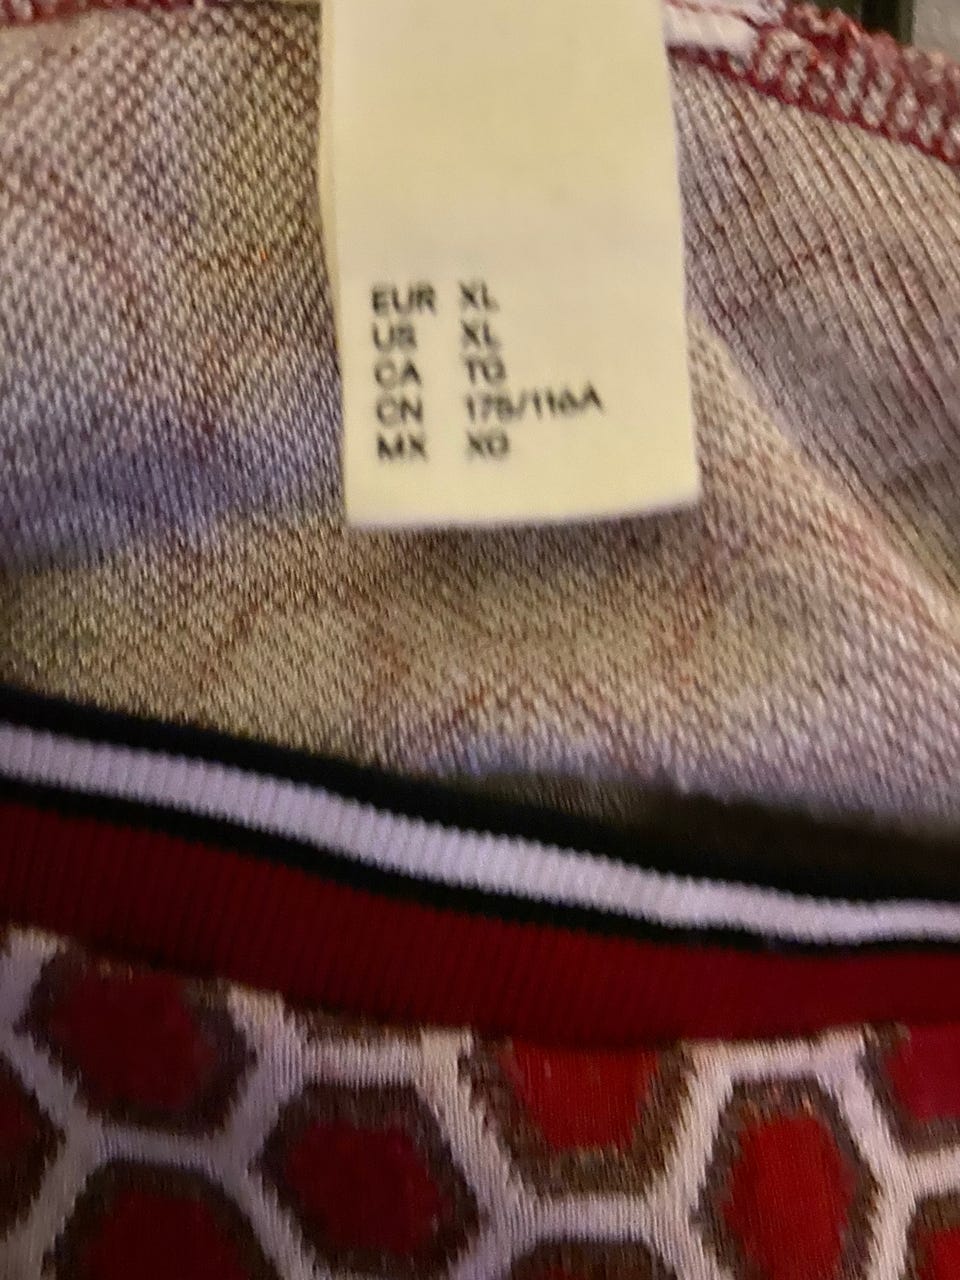 EUR XL
US XL
CA TG
CN 175/116A
MX XG